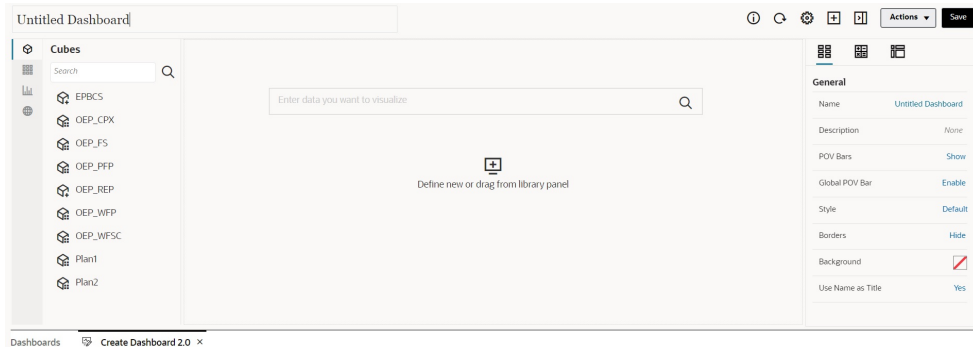 Untitled Dashboard
Actions
Save
Cubes
Search
EPBCS
OEP_CPX
OEP_FS
OEP_PFP
OEP_REP
OEP_WFP
OEP_WFSC
Plan1
Plan2
Enter data you want to visualize
Define new or drag from library panel
General
Name Untitled Dashboard
Description None
POV Bars Show
Global POV Bar Enable
Style Default
Borders Hide
Background
Use Name as Title Yes
Dashboards Create Dashboard 2.0 ×